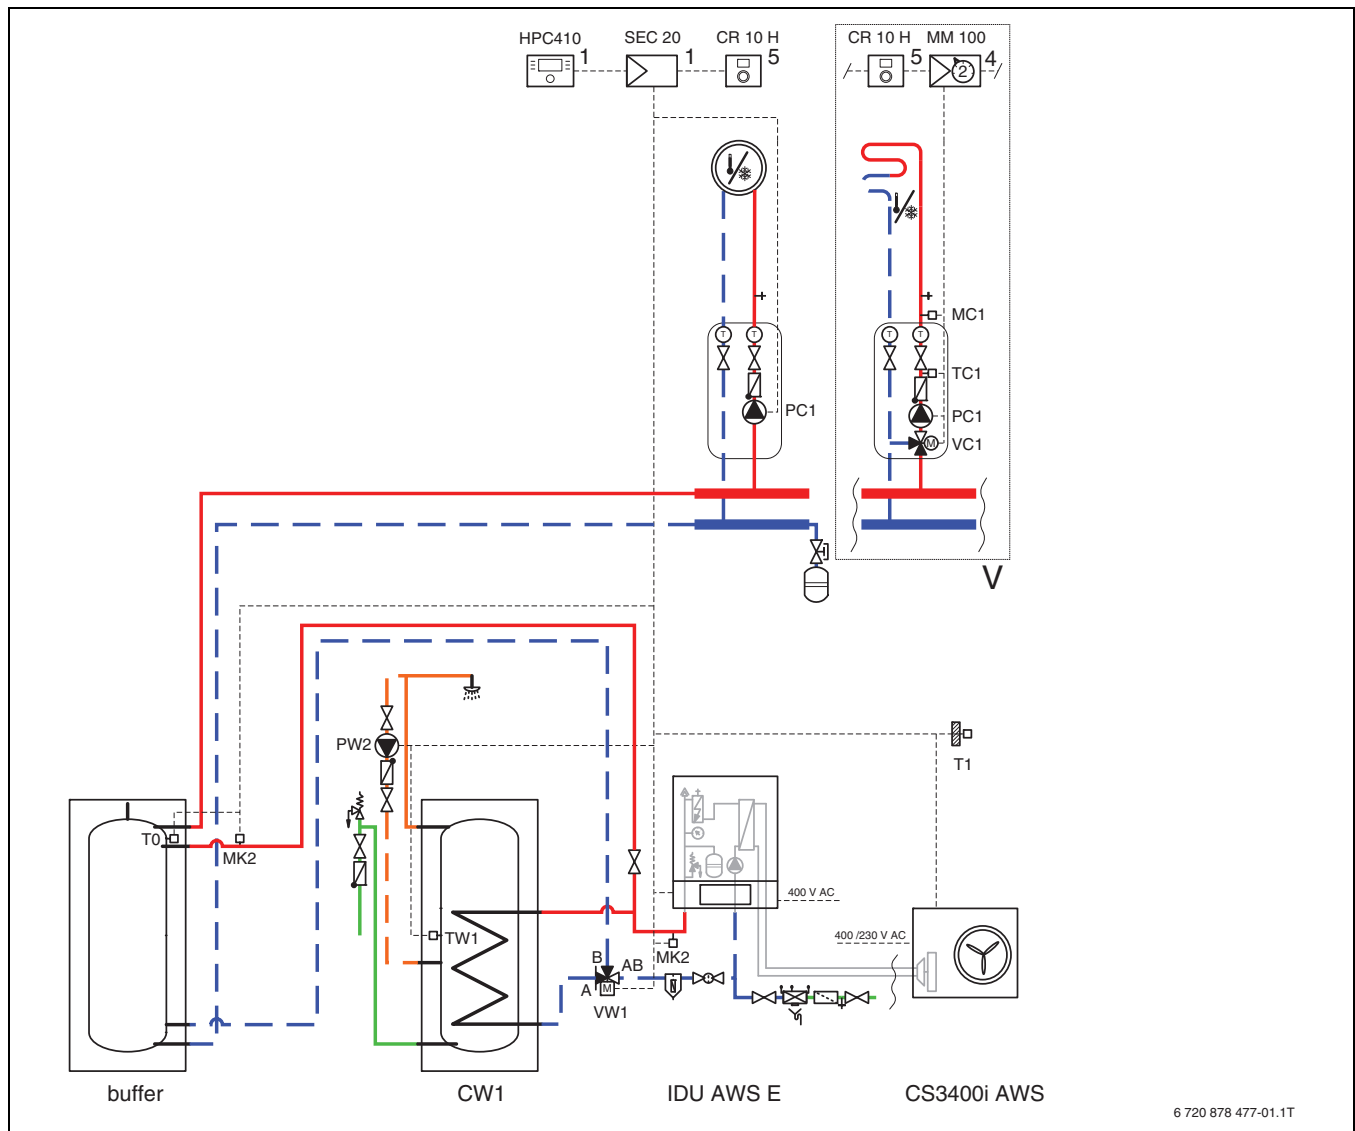 HPC410 SEC 20 CR 10 H CR 10 H MM 100
1 1 5 5 2 4
T T T T
MC1
TC1
PC1 PC1
M VC1
V
PW2
T1
T0
MK2
400 V AC
TW1
400 /230 V AC
B AB MK2
A M
VW1
buffer CW1 IDU AWS E CS3400i AWS
6 720 878 477-01.1T